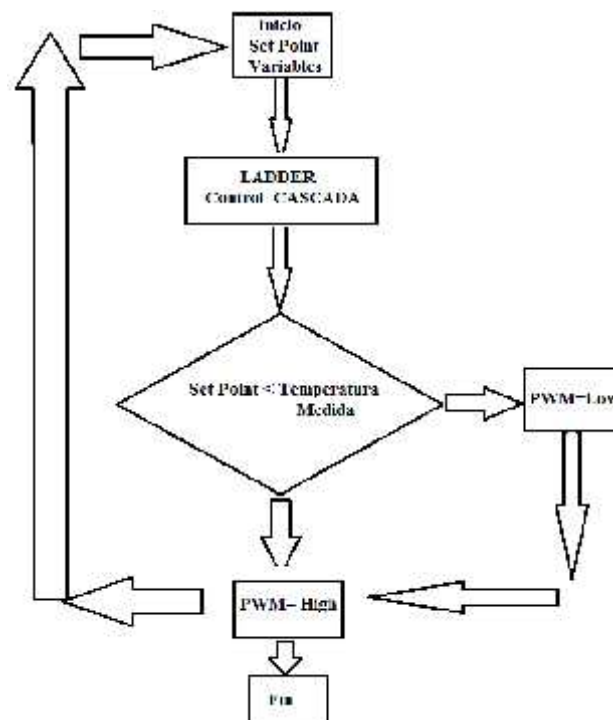 Inicio
Set Point
Variables
LADDER
Control CASCADA
Set Point < Temperatura
Medida
PWM=Low
PWM= High
Fin